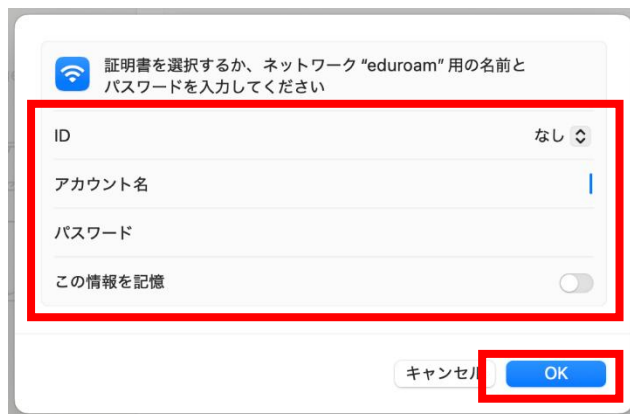 証明書を選択するか、ネットワーク “eduroam” 用の名前と
パスワードを入力してください
ID なし
アカウント名
パスワード
この情報を記憶
キャンセル OK